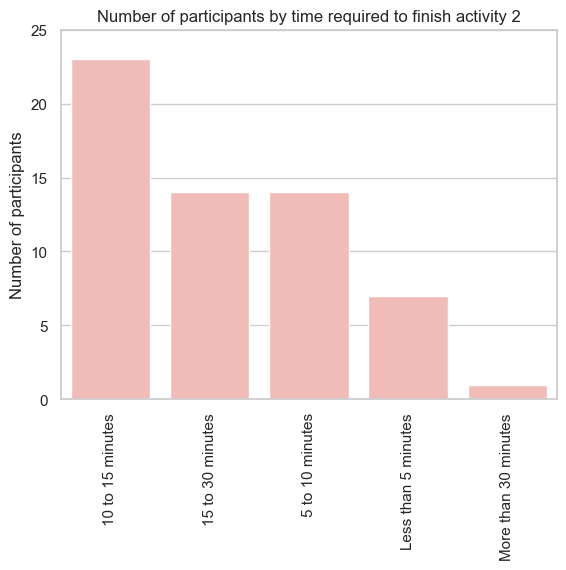 Number of participants by time required to finish activity 2
Number of participants
25
20
15
10
5
0
10 to 15 minutes
15 to 30 minutes
5 to 10 minutes
Less than 5 minutes
More than 30 minutes